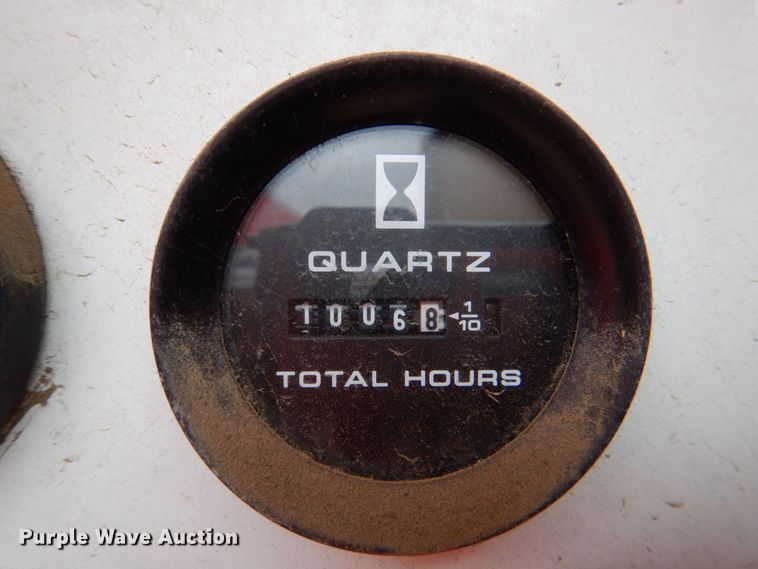 QUARTZ
10068 ◄1/10
TOTAL HOURS
Purple Wave Auction